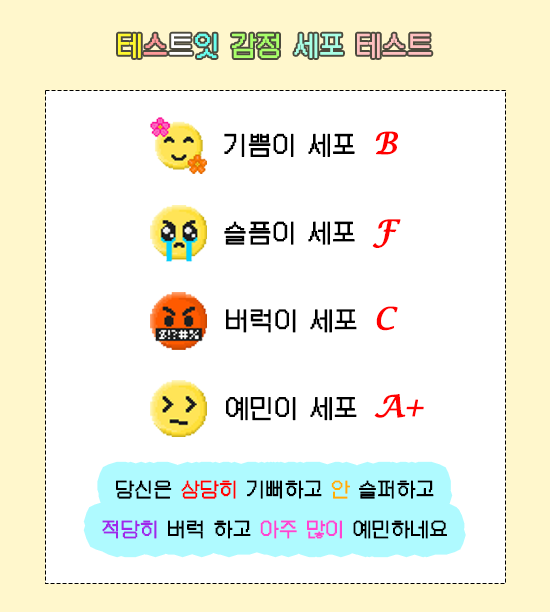 테스트잇 감정 세포 테스트
기쁨이 세포 B
슬픔이 세포 F
버럭이 세포 C
$!?#%
예민이 세포 A+
당신은 상당히 기뻐하고 안 슬퍼하고
적당히 버럭 하고 아주 많이 예민하네요